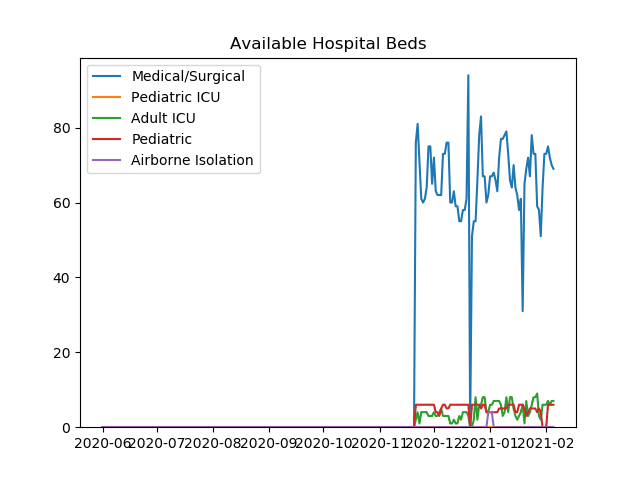 Available Hospital Beds
Medical/Surgical
Pediatric ICU
Adult ICU
Pediatric
Airborne Isolation
80
60
40
20
0
2020-06 2020-07 2020-08 2020-09 2020-10 2020-11 2020-12 2021-01 2021-02